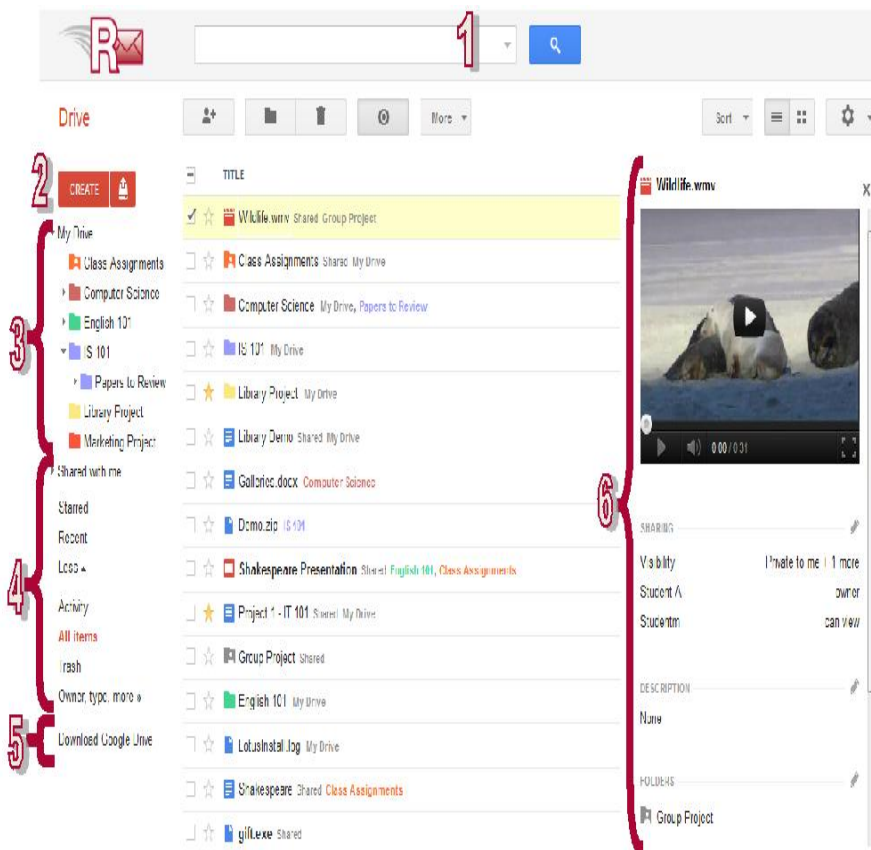 R
1
Drive
More
Sort
2
CREATE
TITLE
Wildlife.wmv
Wildlife.wmv Shared Group Project
3
My Drive
Class Assignments
Computer Science
English 101
IS 101
Papers to Review
Library Project
Marketing Project
Class Assignments Shared My Drive
Computer Science My Drive, Papers to Review
IS 101 My Drive
Library Project My Drive
Library Demo Shared My Drive
Galleries.docx Computer Science
Demo.zip IS 101
Shakespeare Presentation Shared English 101, Class Assignments
Project 1 - IT 101 Shared My Drive
Group Project Shared
English 101 My Drive
LotusInstall.log My Drive
Shakespeare Shared Class Assignments
gift.exe Shared
4
Shared with me
Starred
Recent
Less
Activity
All items
Trash
Owner, type, more
5
Download Google Drive
6
0:00 / 0:31
SHARING
Visibility Private to me + 1 more
Student A owner
Studentm can view
DESCRIPTION
None
FOLDERS
Group Project